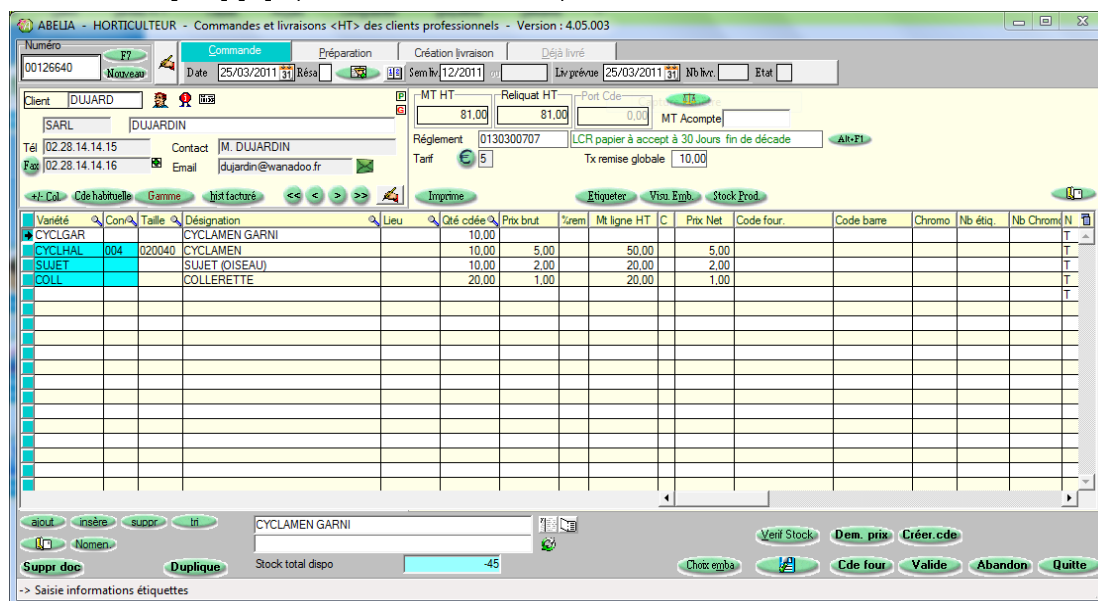 ABELIA - HORTICULTEUR - Commandes et livraisons <HT> des clients professionnels - Version : 4.05.003
Numéro
Commande Préparation Création livraison Déjà livré
00126640 F7 Nouveau Date 25/03/2011 Résa Sem liv. 12/2011 Liv prévue 25/03/2011 Nb livr. Etat
Client DUJARD P G MT HT Reliquat HT Port Cde
81,00 81,00 0,00 MT Acompte
SARL DUJARDIN
Réglement 0130300707 LCR papier à accept à 30 Jours fin de décade Alt+F1
Tél 02.28.14.14.15 Contact M. DUJARDIN
Tarif 5 Tx remise globale 10,00
Fax 02.28.14.14.16 Email dujardin@wanadoo.fr
+/- Col. Cde habituelle Gamme hist facturé << < > >> Imprime Etiqueter Visu. Emb. Stock Prod.
Variété Con Taille Désignation Lieu Qté cdée Prix brut %rem Mt ligne HT C Prix Net Code four. Code barre Chromo Nb étiq. Nb Chromo N
CYCLGAR CYCLAMEN GARNI 10,00 T
CYCLHAL 004 020040 CYCLAMEN 10,00 5,00 50,00 5,00 T
SUJET SUJET (OISEAU) 10,00 2,00 20,00 2,00 T
COLL COLLERETTE 20,00 1,00 20,00 1,00 T
T
ajout insère suppr tri CYCLAMEN GARNI
Nomen. Verif Stock Dem. prix Créer.cde
Suppr doc Duplique Stock total dispo -45 Choix emba Cde four Valide Abandon Quitte
-> Saisie informations étiquettes